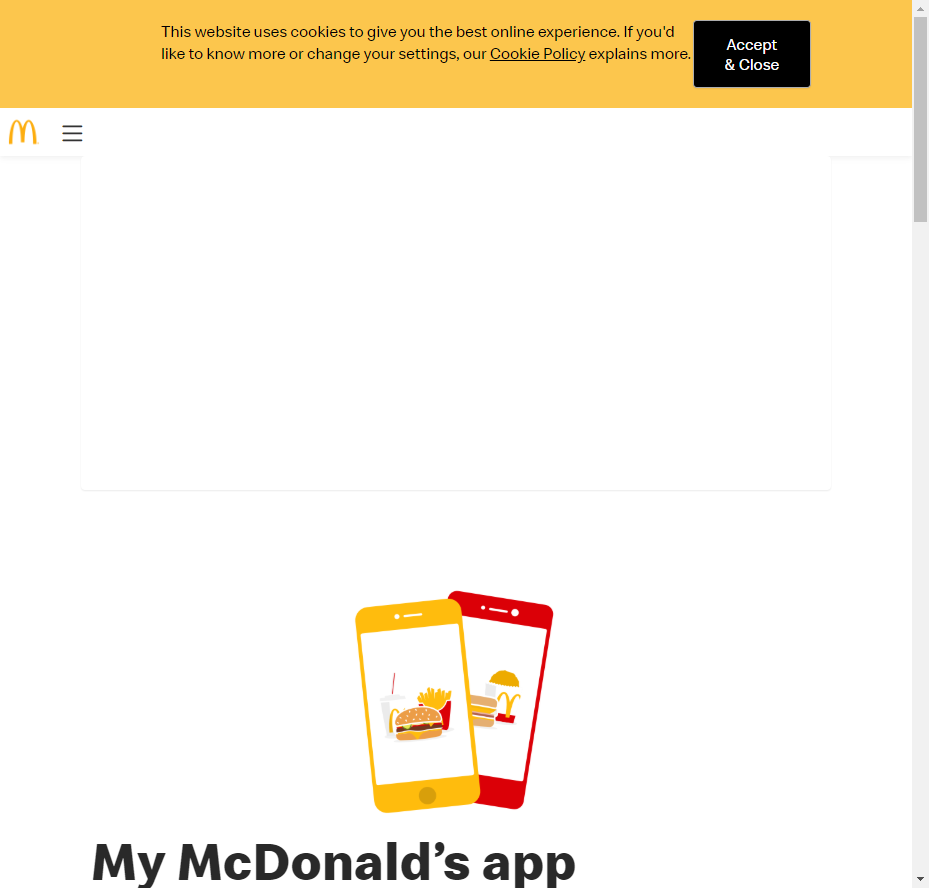 This website uses cookies to give you the best online experience. If you'd
like to know more or change your settings, our Cookie Policy explains more.
Accept
& Close
My McDonald’s app